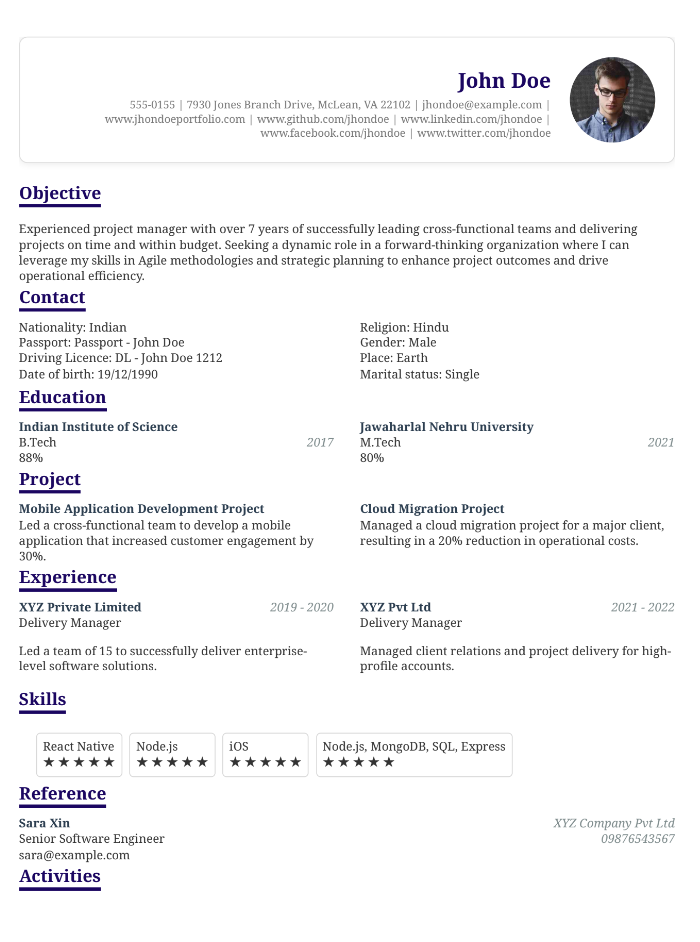 John Doe
555-0155 | 7930 Jones Branch Drive, McLean, VA 22102 | jhondoe@example.com |
www.jhondoeportfolio.com | www.github.com/jhondoe | www.linkedin.com/jhondoe |
www.facebook.com/jhondoe | www.twitter.com/jhondoe
Objective
Experienced project manager with over 7 years of successfully leading cross-functional teams and delivering
projects on time and within budget. Seeking a dynamic role in a forward-thinking organization where I can
leverage my skills in Agile methodologies and strategic planning to enhance project outcomes and drive
operational efficiency.
Contact
Nationality: Indian
Passport: Passport - John Doe
Driving Licence: DL - John Doe 1212
Date of birth: 19/12/1990
Religion: Hindu
Gender: Male
Place: Earth
Marital status: Single
Education
Indian Institute of Science
B.Tech 2017
88%
Jawaharlal Nehru University
M.Tech 2021
80%
Project
Mobile Application Development Project
Led a cross-functional team to develop a mobile
application that increased customer engagement by
30%.
Cloud Migration Project
Managed a cloud migration project for a major client,
resulting in a 20% reduction in operational costs.
Experience
XYZ Private Limited 2019 - 2020
Delivery Manager
Led a team of 15 to successfully deliver enterprise-
level software solutions.
XYZ Pvt Ltd 2021 - 2022
Delivery Manager
Managed client relations and project delivery for high-
profile accounts.
Skills
React Native
★★★★★
Node.js
★★★★★
iOS
★★★★★
Node.js, MongoDB, SQL, Express
★★★★★
Reference
Sara Xin XYZ Company Pvt Ltd
Senior Software Engineer 09876543567
sara@example.com
Activities